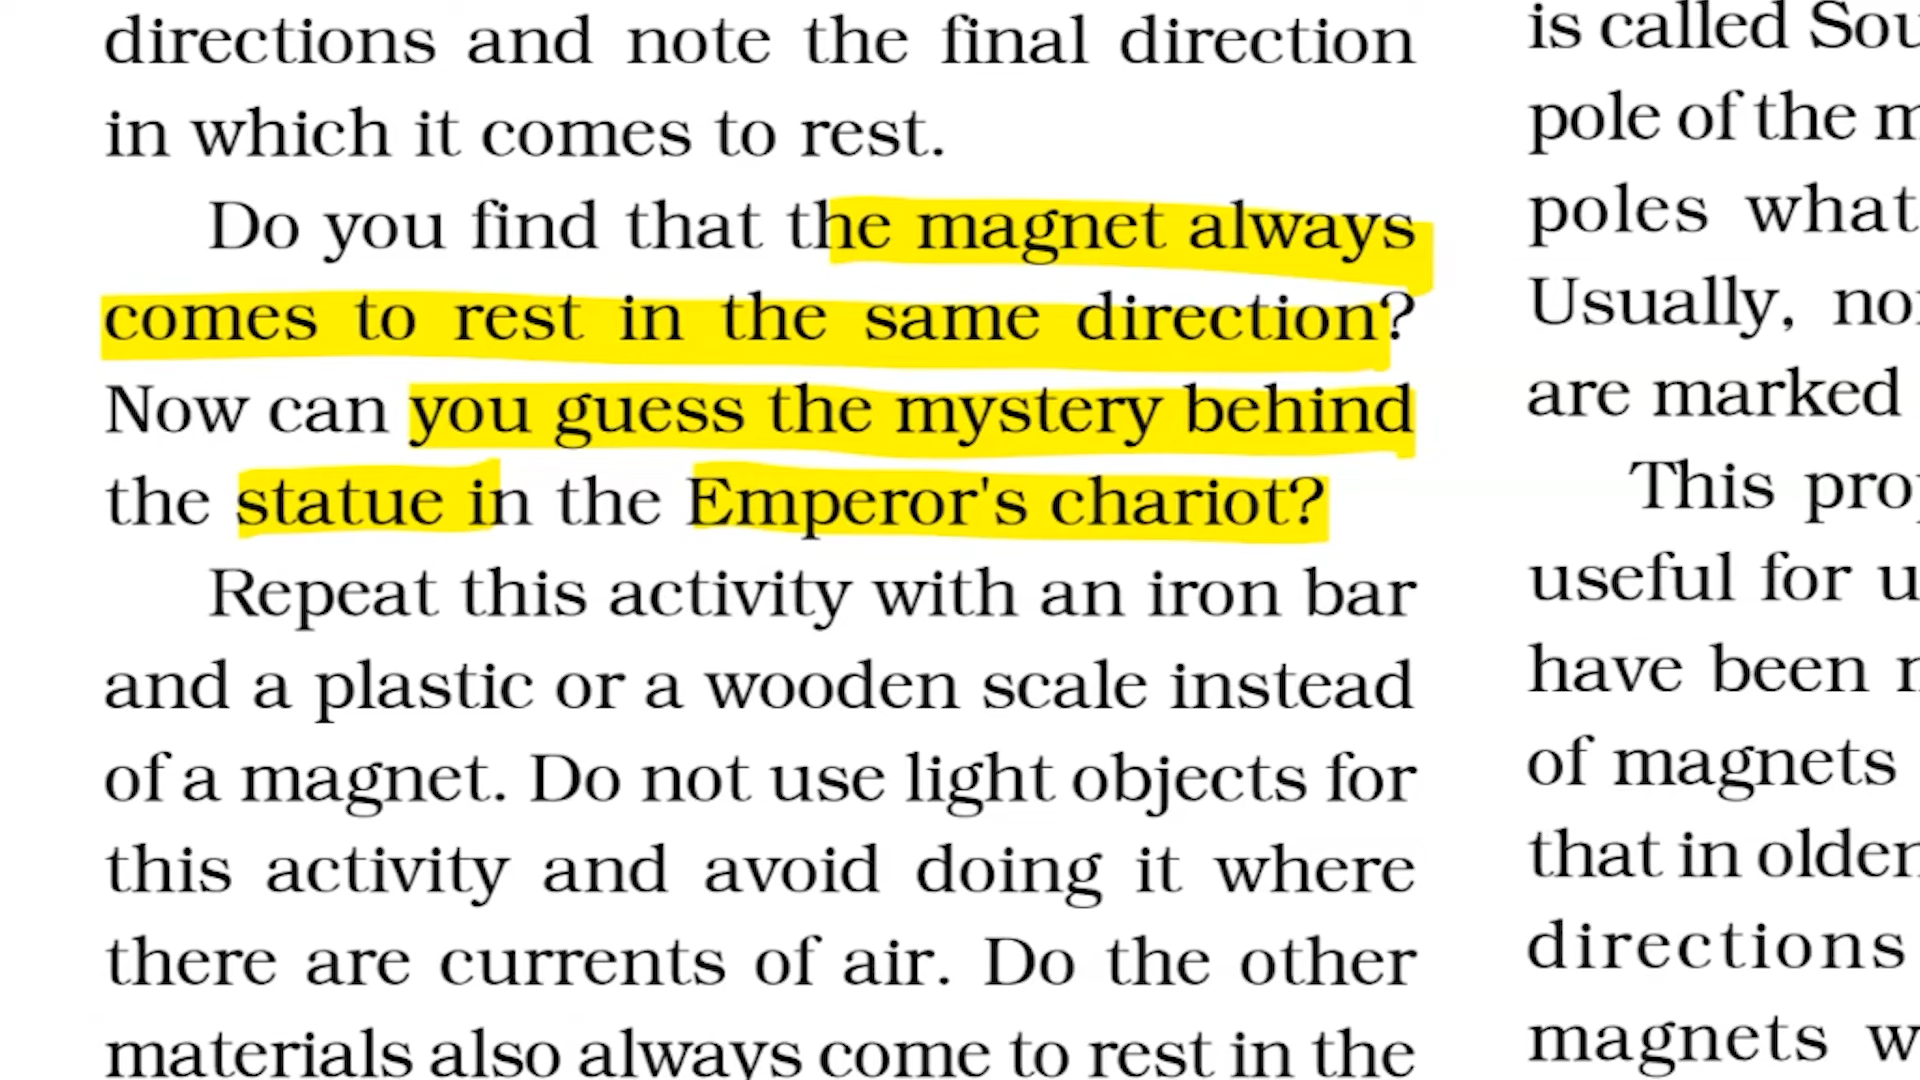 directions and note the final direction
in which it comes to rest.
Do you find that the magnet always
comes to rest in the same direction?
Now can you guess the mystery behind
the statue in the Emperor's chariot?
Repeat this activity with an iron bar
and a plastic or a wooden scale instead
of a magnet. Do not use light objects for
this activity and avoid doing it where
there are currents of air. Do the other
materials also always come to rest in the
is called
pole of the
poles what
Usually,
are marked
This
useful for
have been
of magnets
that in
directions
magnets